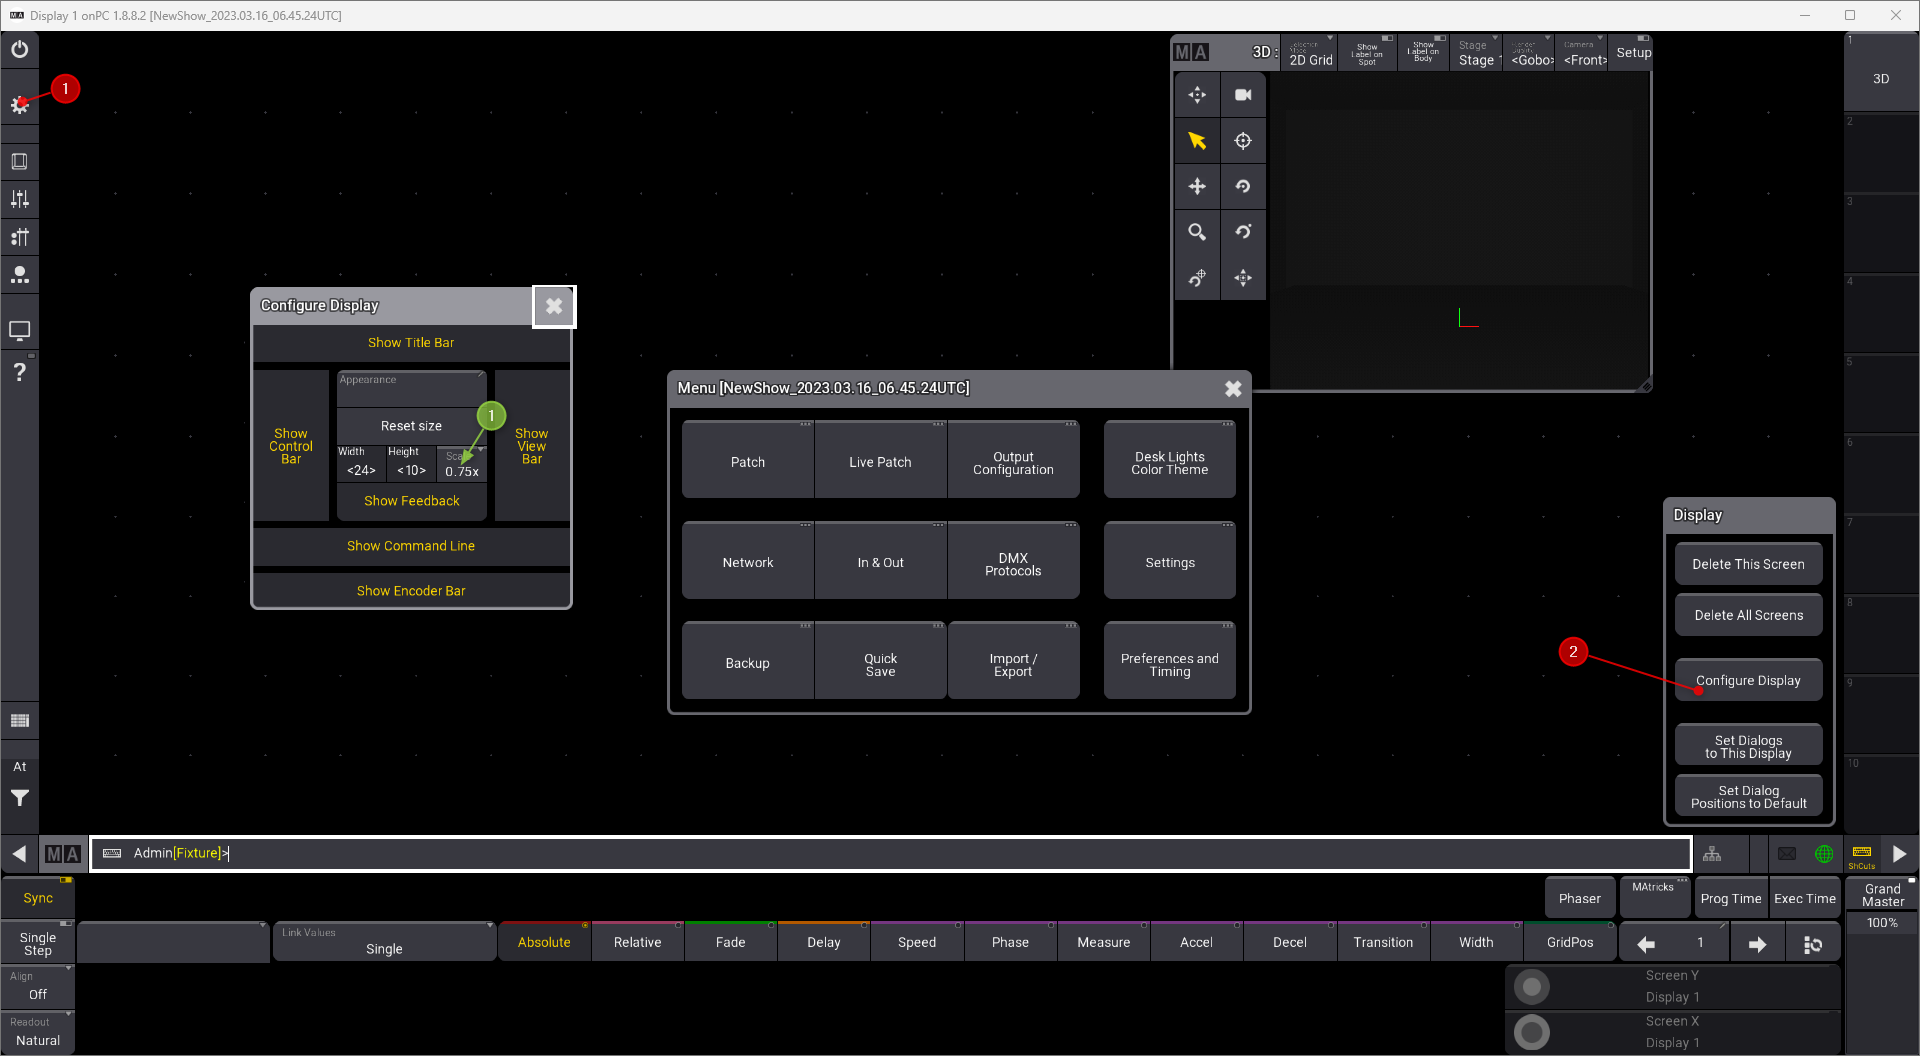 Display 1 onPC 1.8.8.2 [NewShow_2023.03.16_06.45.24UTC]
1
MA
3D :
2D Grid
Show Label on Spot
Show Label on Body
Stage
Stage
<Gobo>
Camera
<Front>
Setup
1
3D
2
3
4
5
6
7
8
9
10
Configure Display
Show Title Bar
Show
Control
Bar
Appearance
Reset size
1
Width
<24>
Height
<10>
0.75x
Show Feedback
Show
View
Bar
Show Command Line
Show Encoder Bar
Menu [NewShow_2023.03.16_06.45.24UTC]
Patch
Live Patch
Output
Configuration
Desk Lights
Color Theme
Network
In & Out
DMX
Protocols
Settings
Backup
Quick
Save
Import /
Export
Preferences and
Timing
Display
Delete This Screen
Delete All Screens
2
Configure Display
Set Dialogs
to This Display
Set Dialog
Positions to Default
?
At
MA
Admin[Fixture]>
ShCuts
Sync
Phaser
MAtricks
Prog Time
Exec Time
Grand
Master
100%
Single
Step
Link Values
Single
Absolute
Relative
Fade
Delay
Speed
Phase
Measure
Accel
Decel
Transition
Width
GridPos
1
Align
Off
Screen Y
Display 1
Readout
Natural
Screen X
Display 1